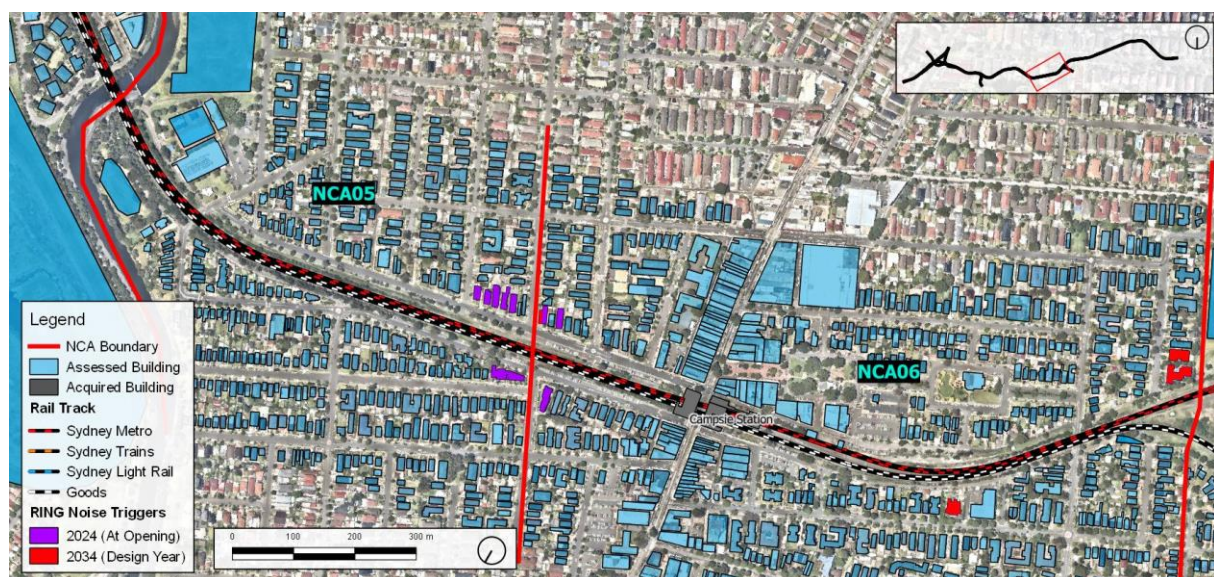 NCA05
NCA06
Campsie Station
Legend
NCA Boundary
Assessed Building
Acquired Building
Rail Track
Sydney Metro
Sydney Trains
Sydney Light Rail
Goods
RING Noise Triggers
2024 (At Opening)
2034 (Design Year)
0 100 200 300 m